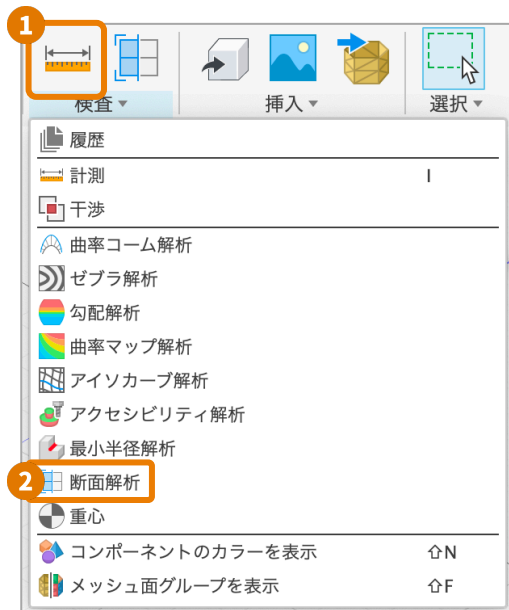 1
検査 挿入 選択
履歴
計測 I
干渉
曲率コーム解析
ゼブラ解析
勾配解析
曲率マップ解析
アイソカーブ解析
アクセシビリティ解析
最小半径解析
2 断面解析
重心
コンポーネントのカラーを表示 ⇧N
メッシュ面グループを表示 ⇧F